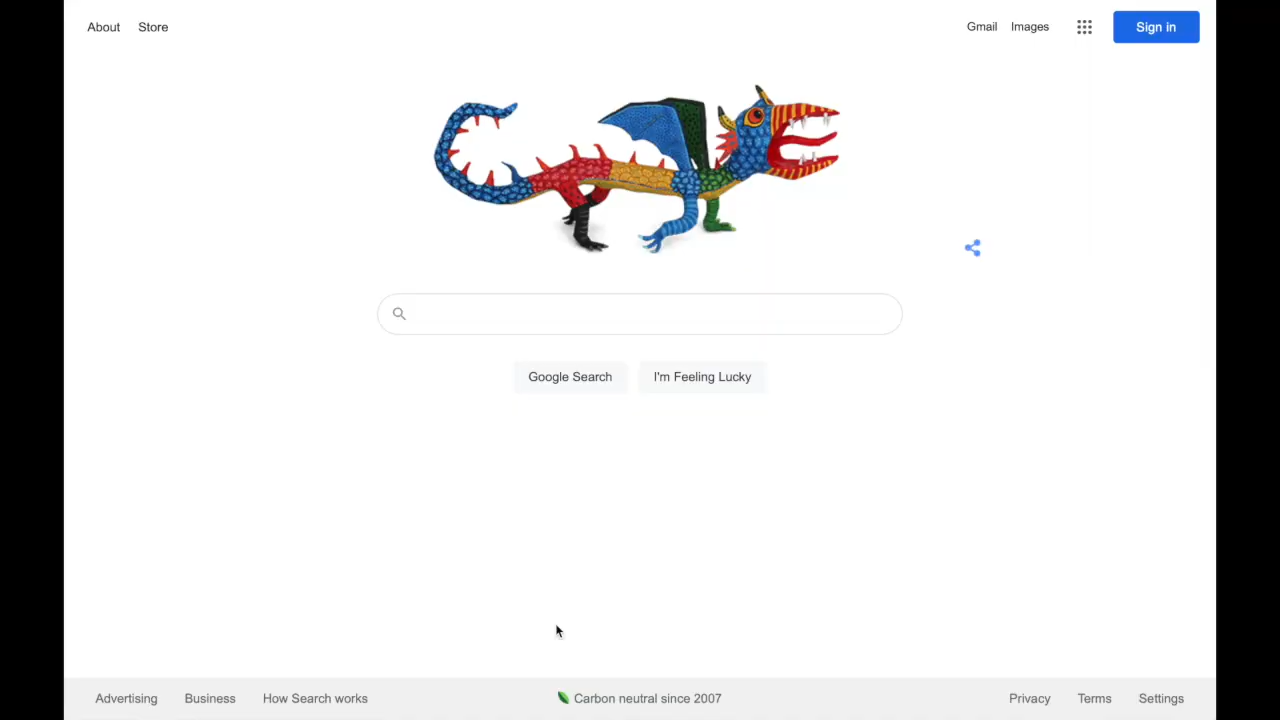 About Store Gmail Images Sign in
Google Search I'm Feeling Lucky
Advertising Business How Search works Carbon neutral since 2007 Privacy Terms Settings